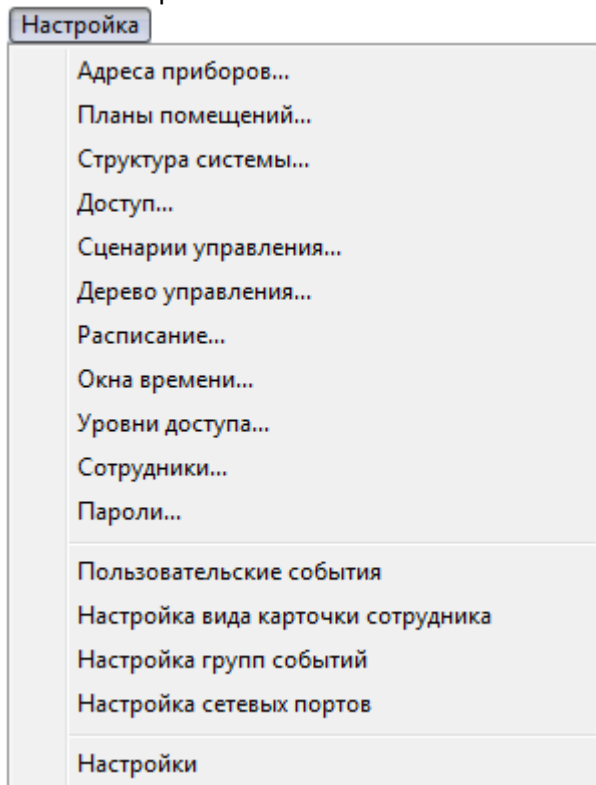 Настройка
Адреса приборов...
Планы помещений...
Структура системы...
Доступ...
Сценарии управления...
Дерево управления...
Расписание...
Окна времени...
Уровни доступа...
Сотрудники...
Пароли...
Пользовательские события
Настройка вида карточки сотрудника
Настройка групп событий
Настройка сетевых портов
Настройки